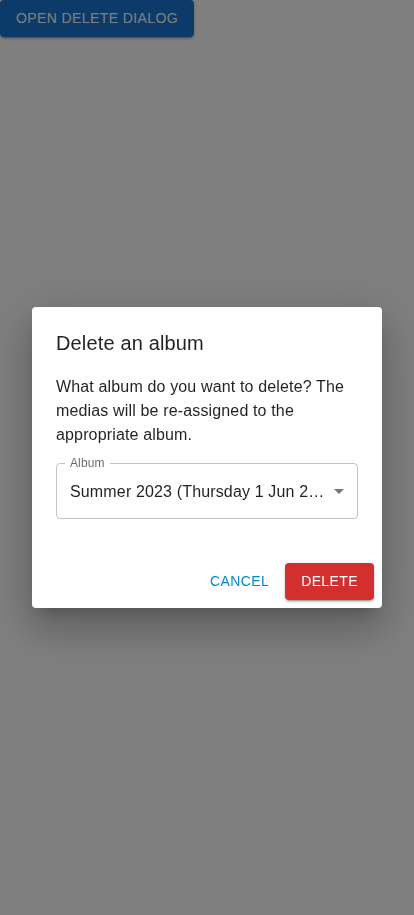 OPEN DELETE DIALOG
Delete an album
What album do you want to delete? The
medias will be re-assigned to the
appropriate album.
Album
Summer 2023 (Thursday 1 Jun 2…
CANCEL
DELETE